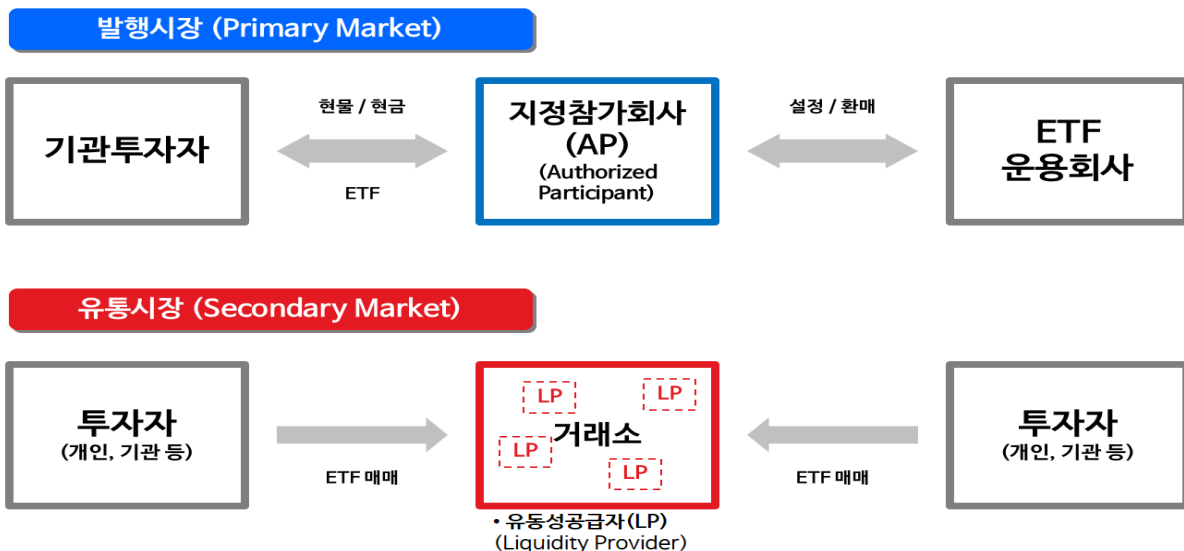 발행시장 (Primary Market)
기관투자자
현물 / 현금
ETF
지정참가회사
(AP)
(Authorized
Participant)
설정 / 환매
ETF
운용회사
유통시장 (Secondary Market)
투자자
(개인, 기관 등)
ETF 매매
LP
LP
거래소
LP
LP
ETF 매매
투자자
(개인, 기관 등)
• 유동성공급자(LP)
(Liquidity Provider)